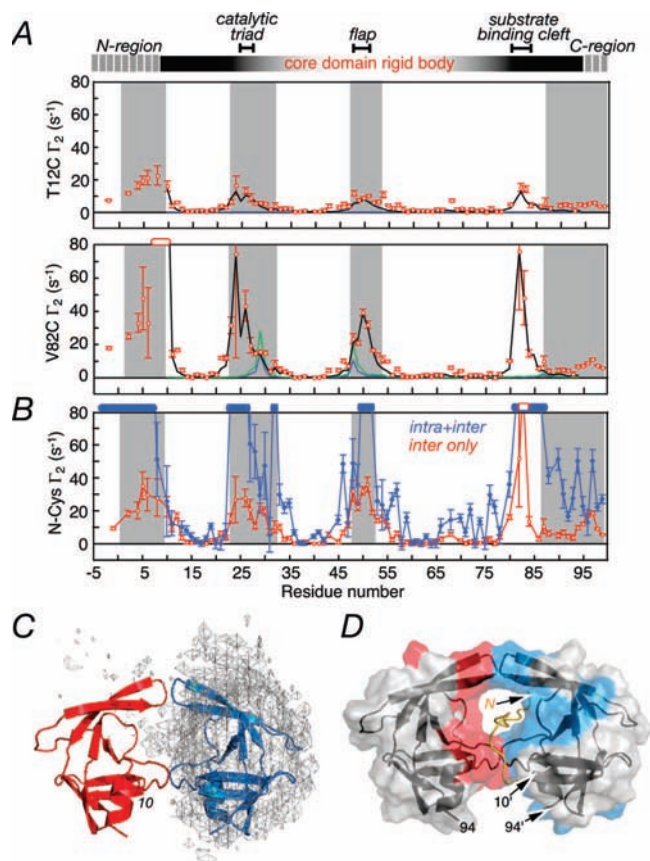 A
N-region
catalytic
triad
flap
substrate
binding cleft
C-region
core domain rigid body
T12C Γ2 (s-1)
80
60
40
20
0
V82C Γ2 (s-1)
80
60
40
20
0
B
N-Cys Γ2 (s-1)
80
60
40
20
0
intra+inter
inter only
-5 5 15 25 35 45 55 65 75 85 95
Residue number
C
10
D
N
10'
94
94'